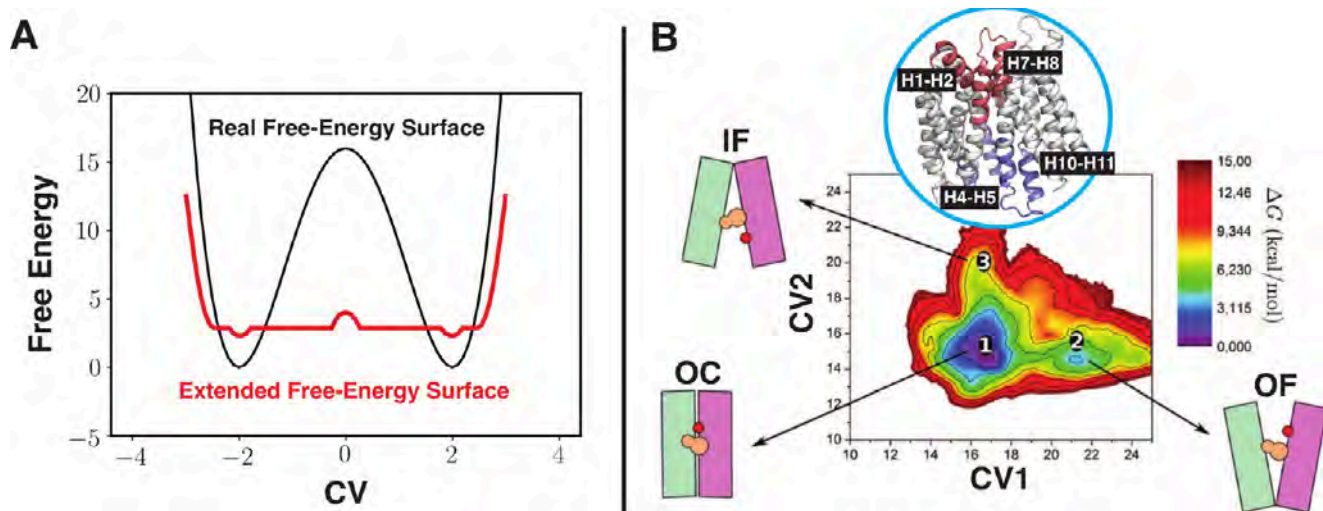 A
20
15
10
5
0
−5
Free Energy
Real Free-Energy Surface
Extended Free-Energy Surface
−4
−2
0
2
4
CV
B
H1-H2
H7-H8
H4-H5
H10-H11
IF
OC
OF
24
22
20
18
16
14
12
10
CV2
3
1
2
10
12
14
16
18
20
22
24
CV1
15,00
12,46
9,344
6,230
3,115
0,000
ΔG (kcal/mol)